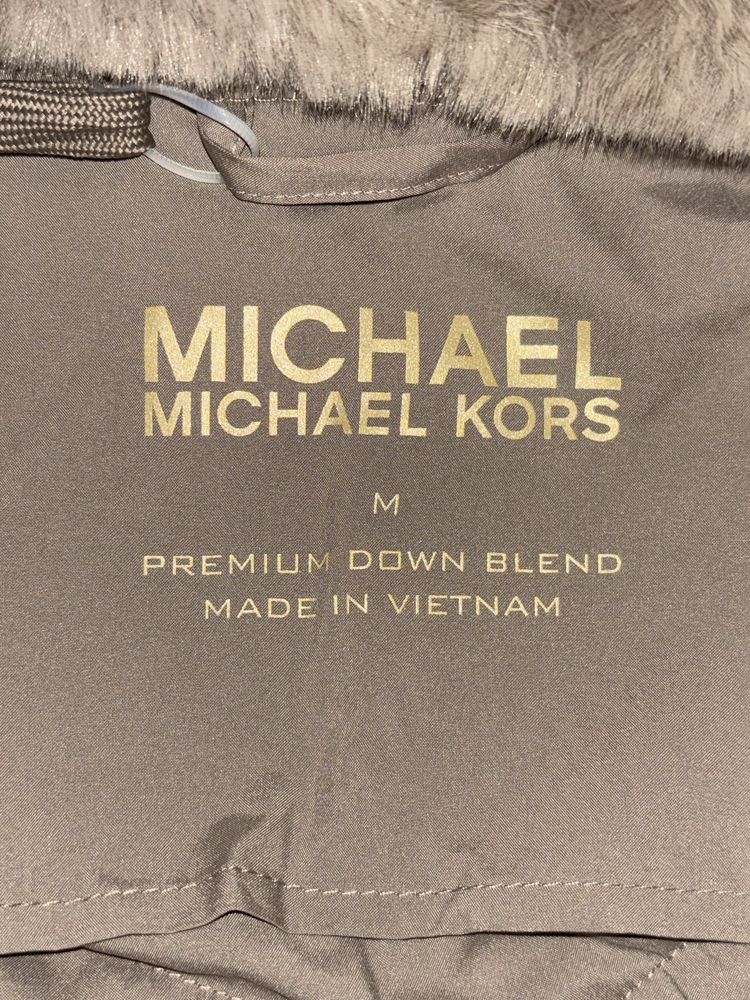 MICHAEL
MICHAEL KORS
M
PREMIUM DOWN BLEND
MADE IN VIETNAM